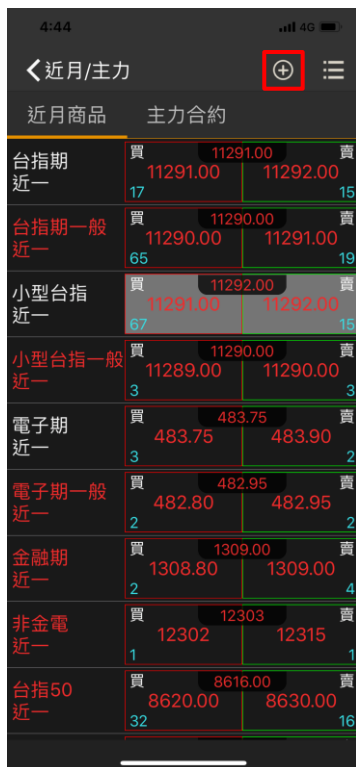 4:44 4G
近月/主力
近月商品 主力合約
台指期 買 11291.00 賣
近一 11291.00 11292.00
17 15
台指期一般 買 11290.00 賣
近一 11290.00 11291.00
65 19
小型台指 買 11292.00 賣
近一 11291.00 11292.00
67 15
小型台指一般 買 11290.00 賣
近一 11289.00 11290.00
3 3
電子期 買 483.75 賣
近一 483.75 483.90
3 2
電子期一般 買 482.95 賣
近一 482.80 482.95
2 2
金融期 買 1309.00 賣
近一 1308.80 1309.00
2 4
非金電 買 12303 賣
近一 12302 12315
1 1
台指50 買 8616.00 賣
近一 8620.00 8630.00
32 16